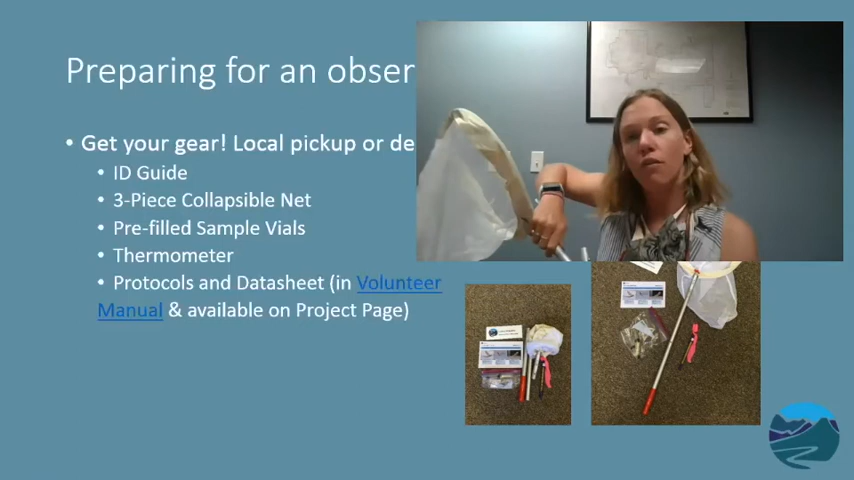 Preparing for an obser
• Get your gear! Local pickup or de
• ID Guide
• 3-Piece Collapsible Net
• Pre-filled Sample Vials
• Thermometer
• Protocols and Datasheet (in Volunteer
Manual & available on Project Page)